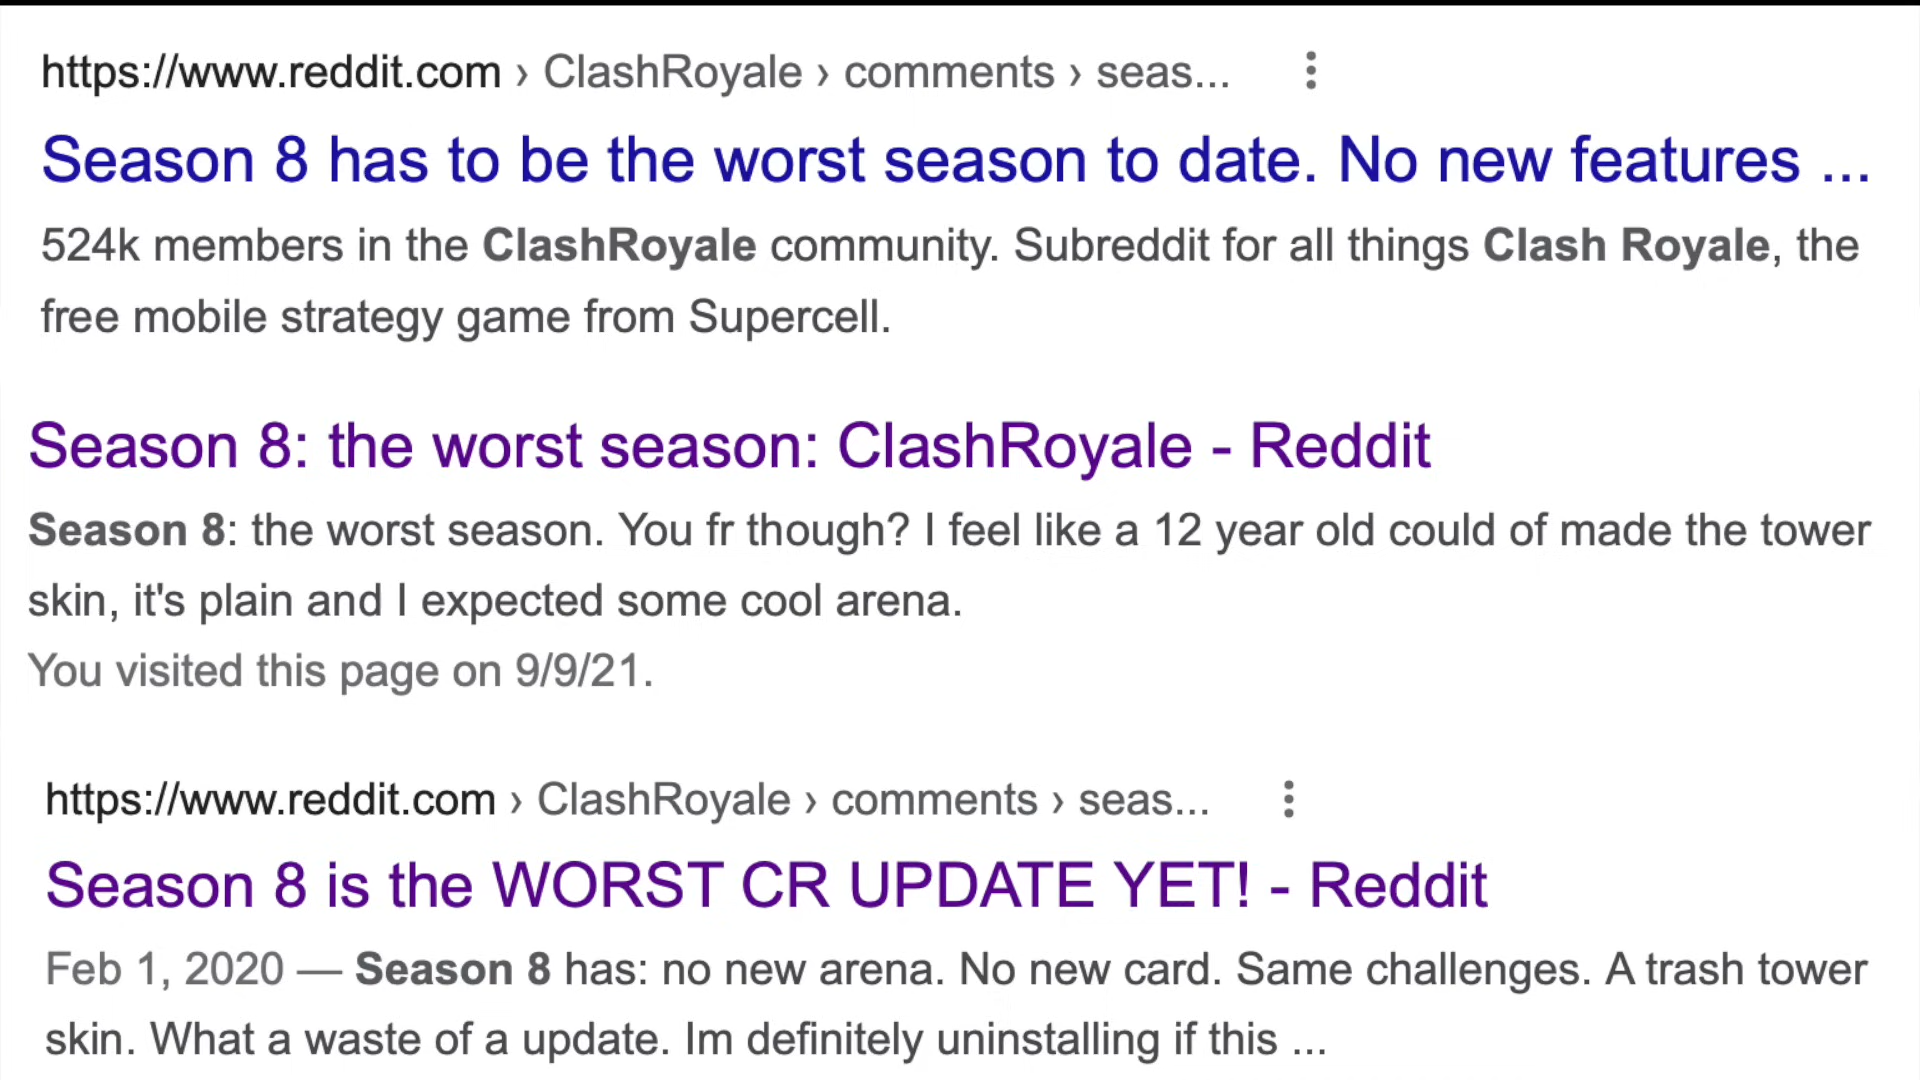 https://www.reddit.com › ClashRoyale › comments › seas...
Season 8 has to be the worst season to date. No new features ...
524k members in the ClashRoyale community. Subreddit for all things Clash Royale, the
free mobile strategy game from Supercell.
Season 8: the worst season: ClashRoyale - Reddit
Season 8: the worst season. You fr though? I feel like a 12 year old could of made the tower
skin, it's plain and I expected some cool arena.
You visited this page on 9/9/21.
https://www.reddit.com › ClashRoyale › comments › seas...
Season 8 is the WORST CR UPDATE YET! - Reddit
Feb 1, 2020 — Season 8 has: no new arena. No new card. Same challenges. A trash tower
skin. What a waste of a update. Im definitely uninstalling if this ...